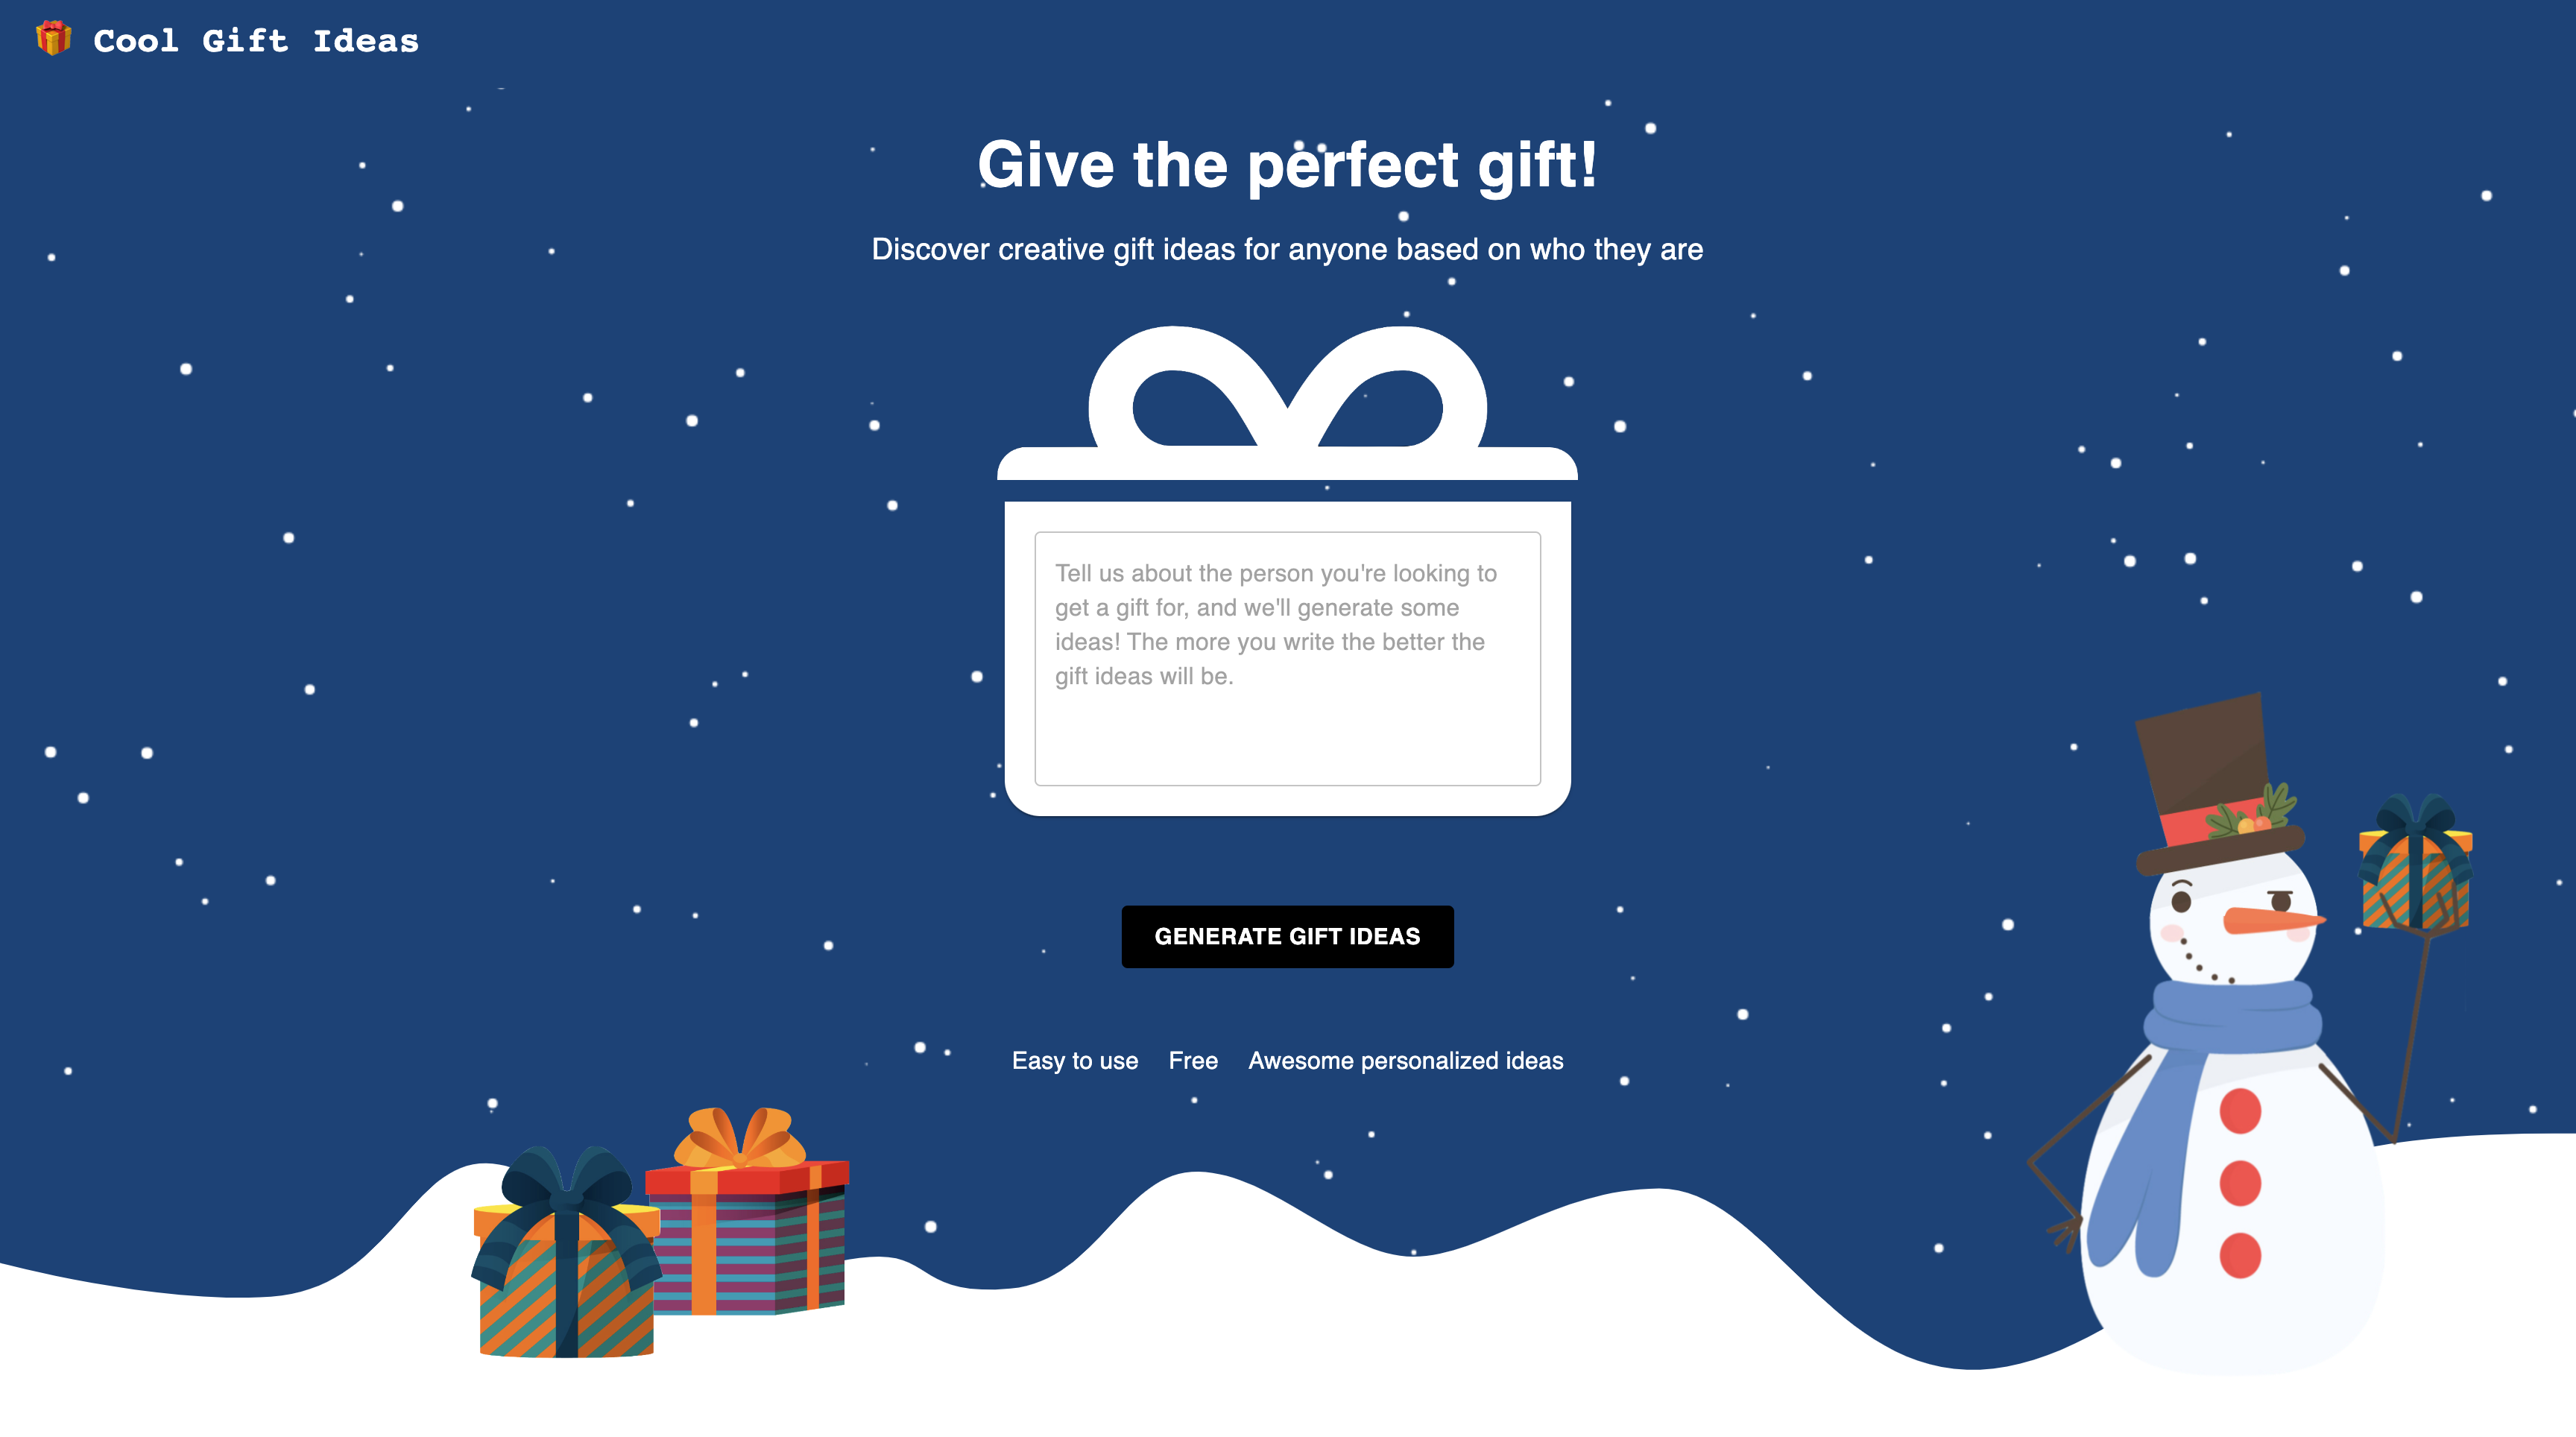 Cool Gift Ideas
Give the perfect gift!
Discover creative gift ideas for anyone based on who they are
Tell us about the person you're looking to
get a gift for, and we'll generate some
ideas! The more you write the better the
gift ideas will be.
GENERATE GIFT IDEAS
Easy to use Free Awesome personalized ideas